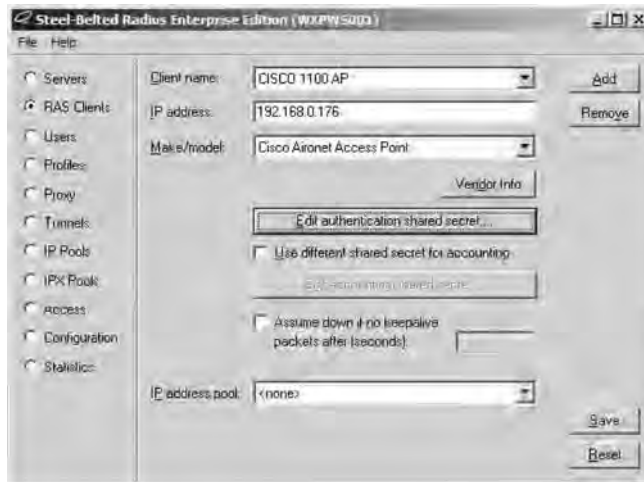 Steel-Belted Radius Enterprise Edition (WXPWS001)
File Help
Servers
RAS Clients
Users
Profiles
Proxy
Tunnels
IP Pools
IPX Pools
Access
Configuration
Statistics
Client name: CISCO 1100 AP
IP address: 192.168.0.176
Make/model: Cisco Aironet Access Point
Vendor Info
Edit authentication shared secret...
Use different shared secret for accounting
Assume down if no keepalive
packets after (seconds):
IP address pool: <none>
Add
Remove
Save
Reset